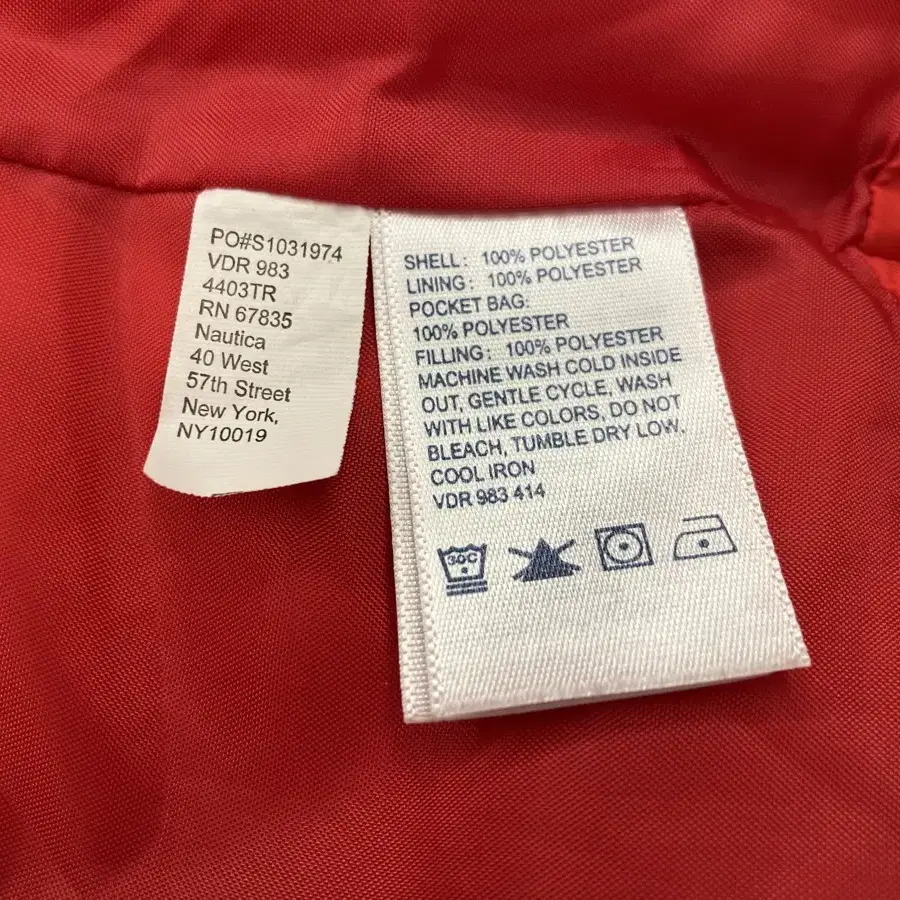 PO#S1031974
VDR 983
4403TR
RN 67835
Nautica
40 West
57th Street
New York,
NY10019
SHELL: 100% POLYESTER
LINING: 100% POLYESTER
POCKET BAG:
100% POLYESTER
FILLING: 100% POLYESTER
MACHINE WASH COLD INSIDE
OUT, GENTLE CYCLE, WASH
WITH LIKE COLORS, DO NOT
BLEACH, TUMBLE DRY LOW.
COOL IRON
VDR 983 414
30C